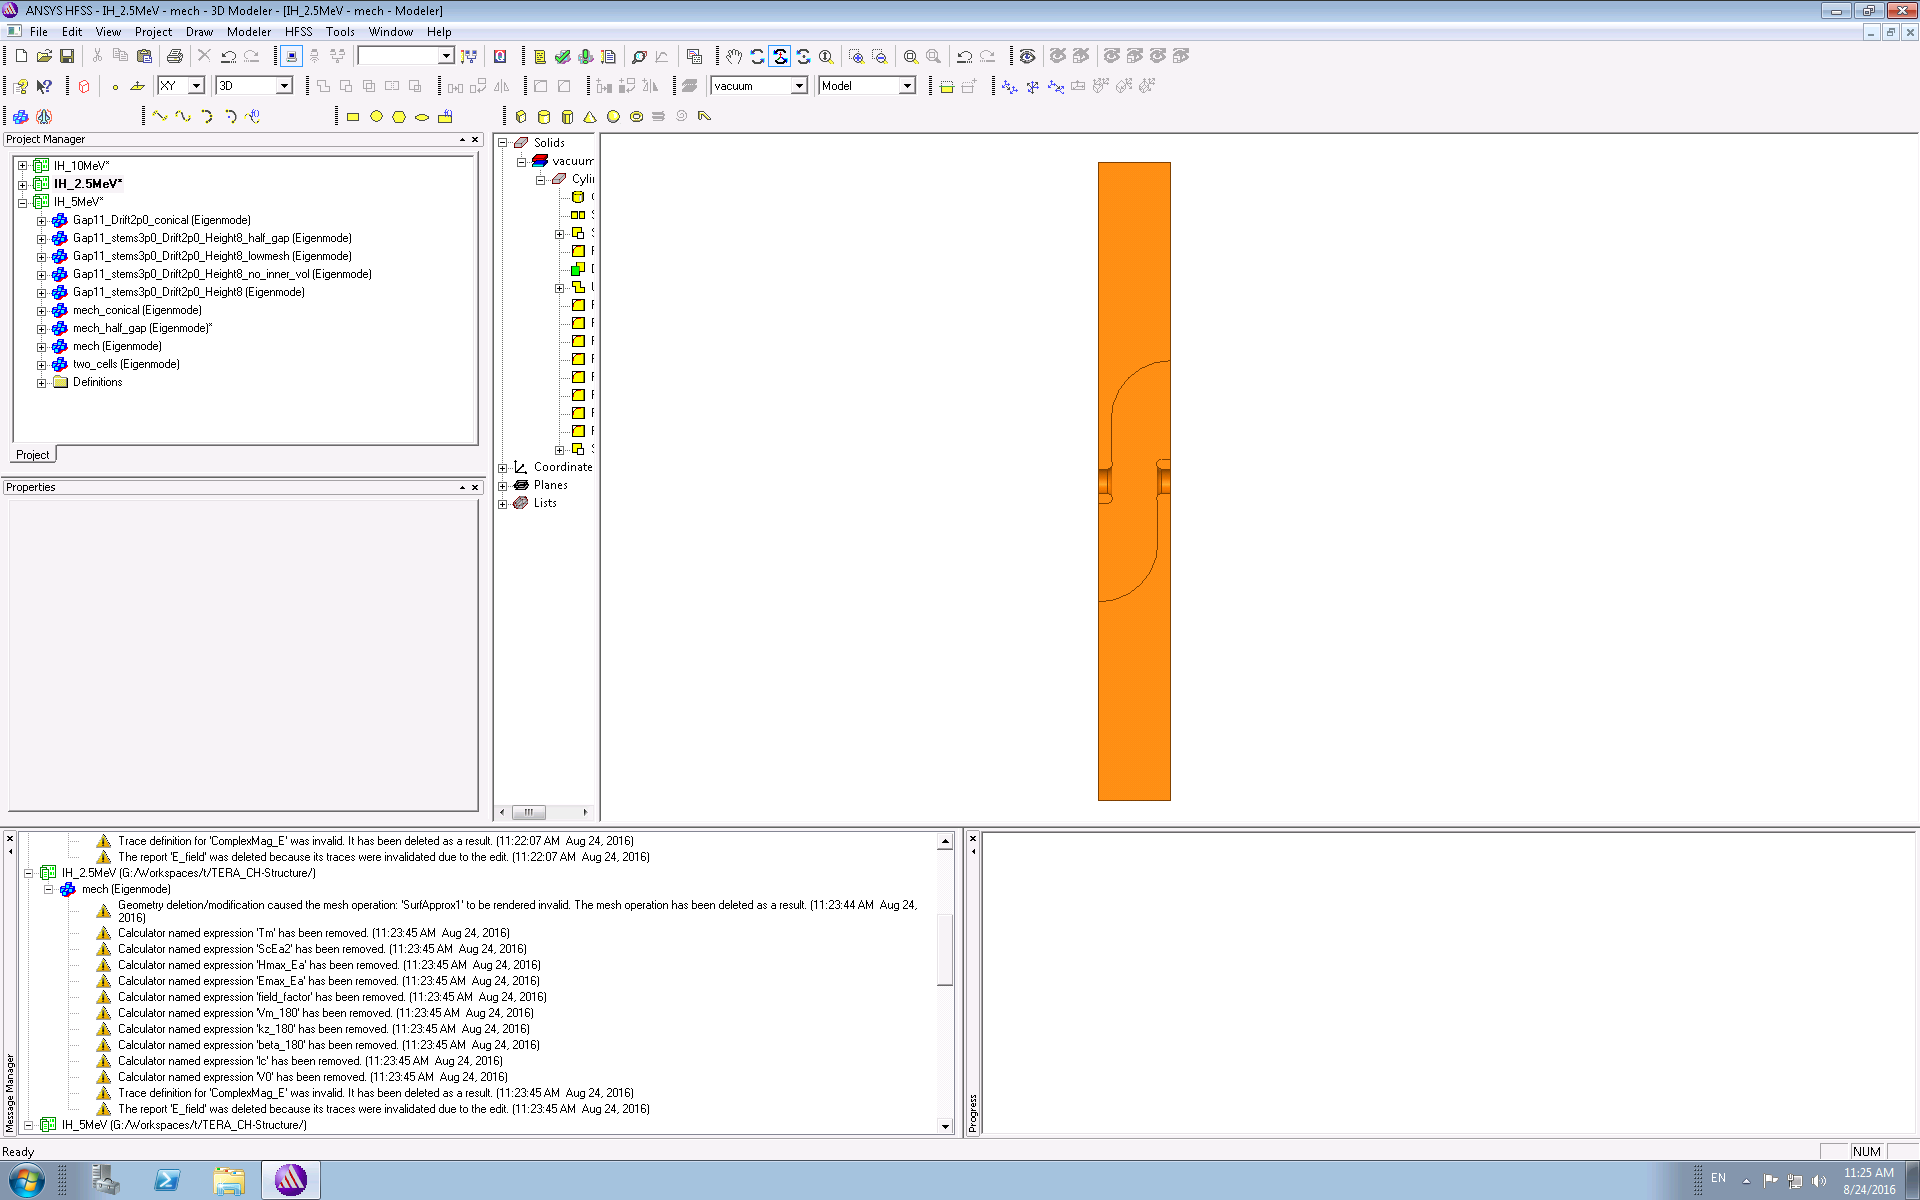 ANSYS HFSS - IH_2.5MeV - mech - 3D Modeler - [IH_2.5MeV - mech - Modeler]
File Edit View Project Draw Modeler HFSS Tools Window Help
XY 3D vacuum Model
Project Manager
IH_10MeV*
IH_2.5MeV*
IH_5MeV*
Gap11_Drift2p0_conical (Eigenmode)
Gap11_stems3p0_Drift2p0_Height8_half_gap (Eigenmode)
Gap11_stems3p0_Drift2p0_Height8_lowmesh (Eigenmode)
Gap11_stems3p0_Drift2p0_Height8_no_inner_vol (Eigenmode)
Gap11_stems3p0_Drift2p0_Height8 (Eigenmode)
mech_conical (Eigenmode)
mech_half_gap (Eigenmode)*
mech (Eigenmode)
two_cells (Eigenmode)
Definitions
Project
Properties
Solids
vacuum
Cylin
Coordinate
Planes
Lists
Trace definition for 'ComplexMag_E' was invalid. It has been deleted as a result. (11:22:07 AM Aug 24, 2016)
The report 'E_field' was deleted because its traces were invalidated due to the edit. (11:22:07 AM Aug 24, 2016)
IH_2.5MeV (G:/Workspaces/t/TERA_CH-Structure/)
mech (Eigenmode)
Geometry deletion/modification caused the mesh operation: 'SurfApprox1' to be rendered invalid. The mesh operation has been deleted as a result. (11:23:44 AM Aug 24,
2016)
Calculator named expression 'Tm' has been removed. (11:23:45 AM Aug 24, 2016)
Calculator named expression 'ScEa2' has been removed. (11:23:45 AM Aug 24, 2016)
Calculator named expression 'Hmax_Ea' has been removed. (11:23:45 AM Aug 24, 2016)
Calculator named expression 'Emax_Ea' has been removed. (11:23:45 AM Aug 24, 2016)
Calculator named expression 'field_factor' has been removed. (11:23:45 AM Aug 24, 2016)
Calculator named expression 'Vm_180' has been removed. (11:23:45 AM Aug 24, 2016)
Calculator named expression 'kz_180' has been removed. (11:23:45 AM Aug 24, 2016)
Calculator named expression 'beta_180' has been removed. (11:23:45 AM Aug 24, 2016)
Calculator named expression 'lc' has been removed. (11:23:45 AM Aug 24, 2016)
Calculator named expression 'V0' has been removed. (11:23:45 AM Aug 24, 2016)
Trace definition for 'ComplexMag_E' was invalid. It has been deleted as a result. (11:23:45 AM Aug 24, 2016)
The report 'E_field' was deleted because its traces were invalidated due to the edit. (11:23:45 AM Aug 24, 2016)
IH_5MeV (G:/Workspaces/t/TERA_CH-Structure/)
Message Manager
Progress
Ready
NUM
EN
11:25 AM
8/24/2016